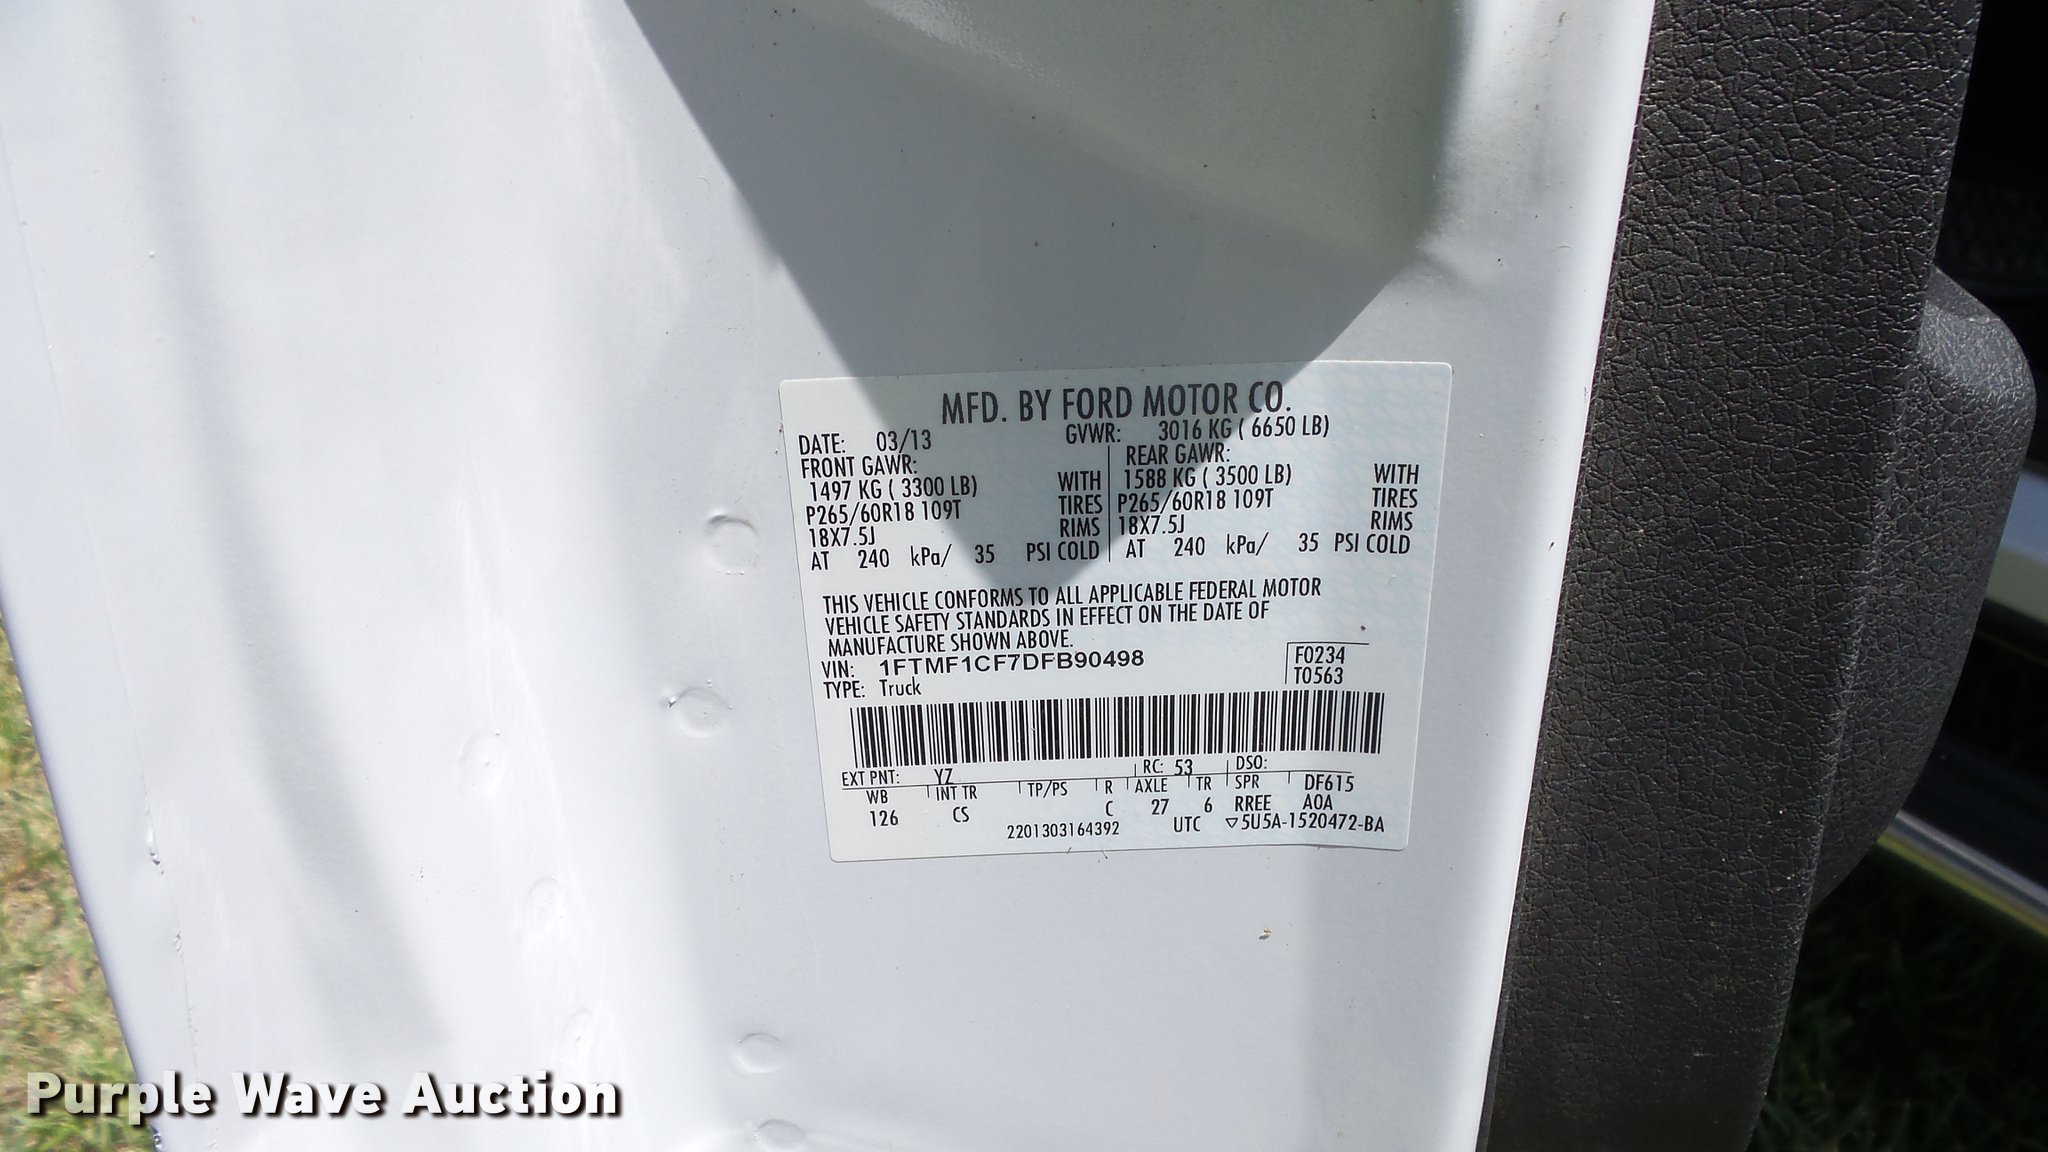 MFD. BY FORD MOTOR CO.
DATE: 03/13 GVWR: 3016 KG ( 6650 LB)
FRONT GAWR: REAR GAWR:
1497 KG ( 3300 LB) WITH 1588 KG ( 3500 LB) WITH
P265/60R18 109T TIRES P265/60R18 109T TIRES
18X7.5J RIMS 18X7.5J RIMS
AT 240 kPa/ 35 PSI COLD AT 240 kPa/ 35 PSI COLD
THIS VEHICLE CONFORMS TO ALL APPLICABLE FEDERAL MOTOR
VEHICLE SAFETY STANDARDS IN EFFECT ON THE DATE OF
MANUFACTURE SHOWN ABOVE.
VIN: 1FTMF1CF7DFB90498 F0234
TYPE: Truck T0563
EXT PNT: YZ RC: 53 DSO:
WB INT TR TP/PS R AXLE TR SPR DF615
126 CS C 27 6 RREE AOA
2201303164392 UTC ▽5U5A-1520472-BA
Purple Wave Auction